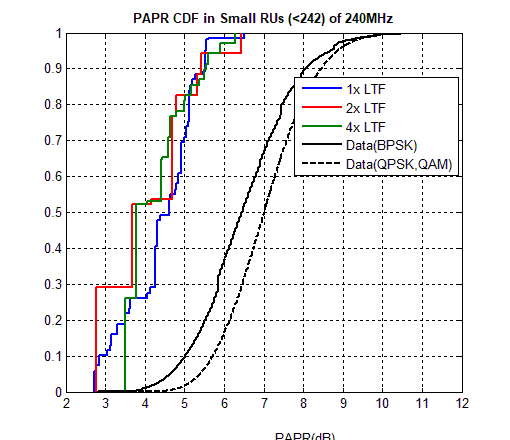 PAPR CDF in Small RUs (<242) of 240MHz
1
0.9
0.8
0.7
0.6
0.5
0.4
0.3
0.2
0.1
0
1x LTF
2x LTF
4x LTF
Data(BPSK)
Data(QPSK,QAM)
2 3 4 5 6 7 8 9 10 11 12
PAPR(dB)